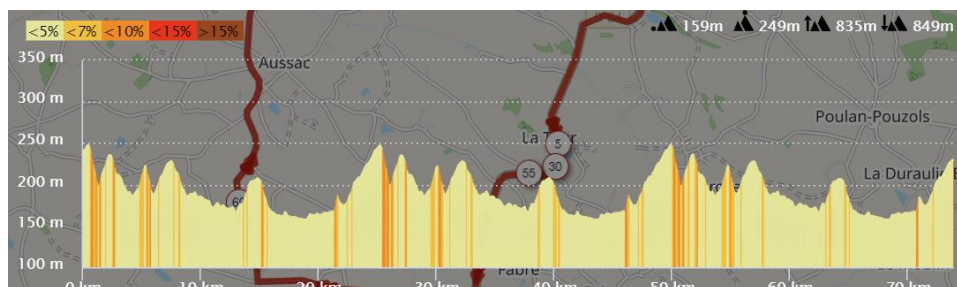 <5% <7% <10% <15% >15% 159m 249m 835m 849m
350 m
Aussac
300 m
Poulan-Pouzols
250 m
5
30
55
La
200 m
150 m
Fabre
100 m
0 km 10 km 20 km 30 km 40 km 50 km 60 km 70 km